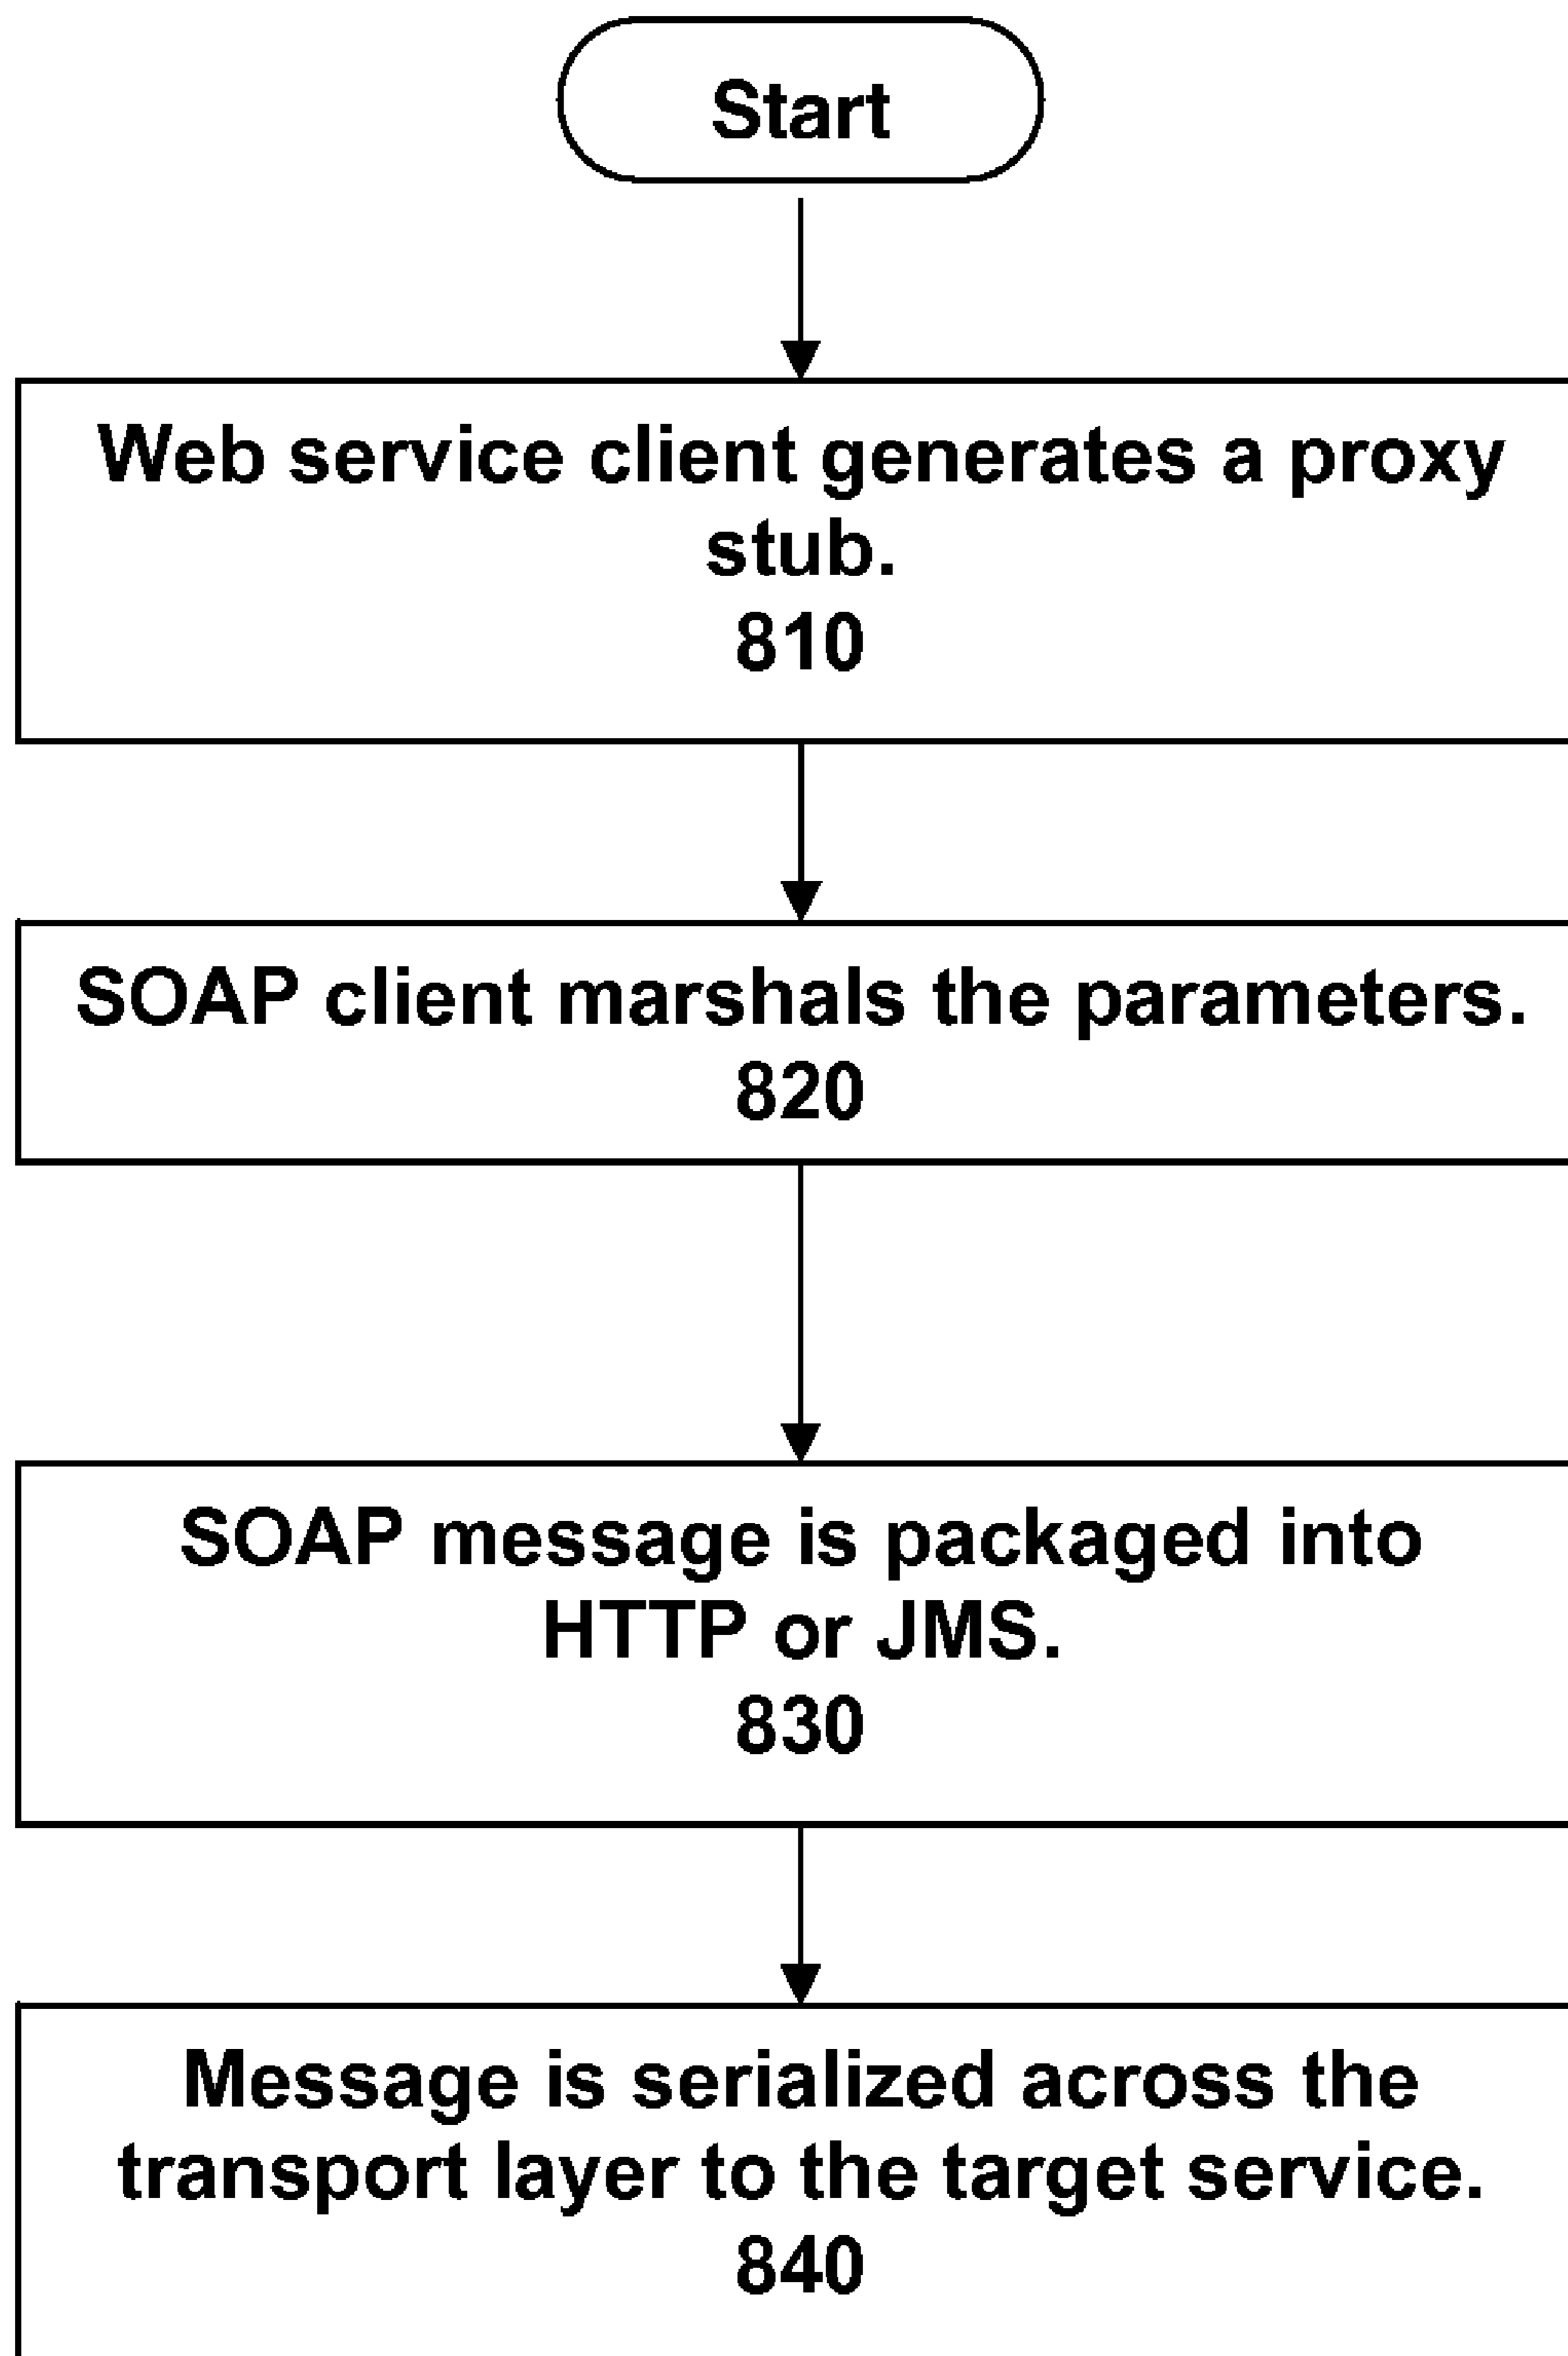 Start
Web service client generates a proxy
stub.
810
SOAP client marshals the parameters.
820
SOAP message is packaged into
HTTP or JMS.
830
Message is serialized across the
transport layer to the target service.
840